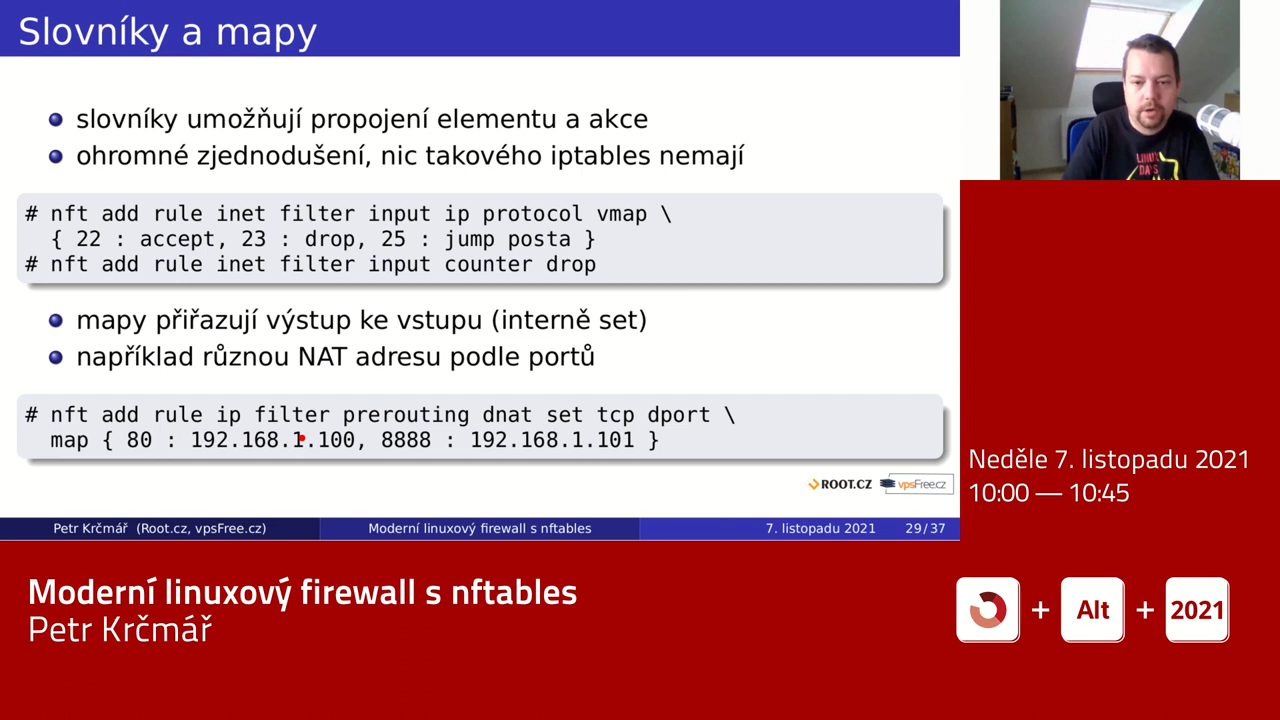 Slovníky a mapy
slovníky umožňují propojení elementu a akce
ohromné zjednodušení, nic takového iptables nemají
# nft add rule inet filter input ip protocol vmap \
{ 22 : accept, 23 : drop, 25 : jump posta }
# nft add rule inet filter input counter drop
mapy přiřazují výstup ke vstupu (interně set)
například různou NAT adresu podle portů
# nft add rule ip filter prerouting dnat set tcp dport \
map { 80 : 192.168.1.100, 8888 : 192.168.1.101 }
ROOT.CZ vpsFree.cz
Petr Krčmář (Root.cz, vpsFree.cz) Moderní linuxový firewall s nftables 7. listopadu 2021 29/37
LINUX
DAYS
Neděle 7. listopadu 2021
10:00 — 10:45
Moderní linuxový firewall s nftables
Petr Krčmář
+ Alt + 2021